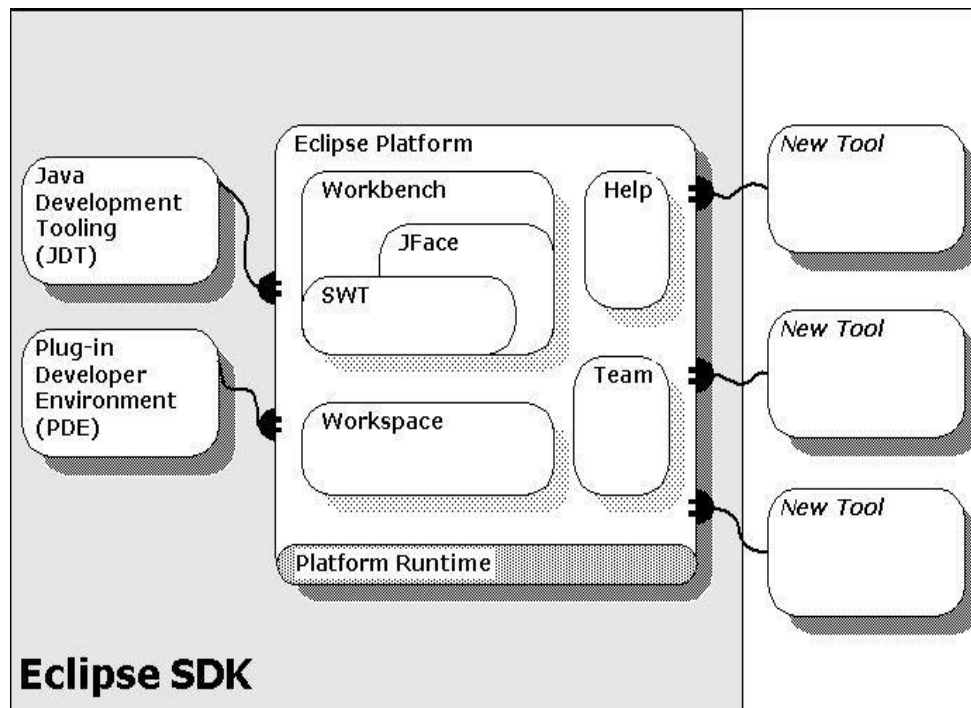 Eclipse Platform
Java
Development
Tooling
(JDT)
Plug-in
Developer
Environment
(PDE)
Workbench
JFace
SWT
Workspace
Help
Team
Platform Runtime
New Tool
New Tool
New Tool
Eclipse SDK